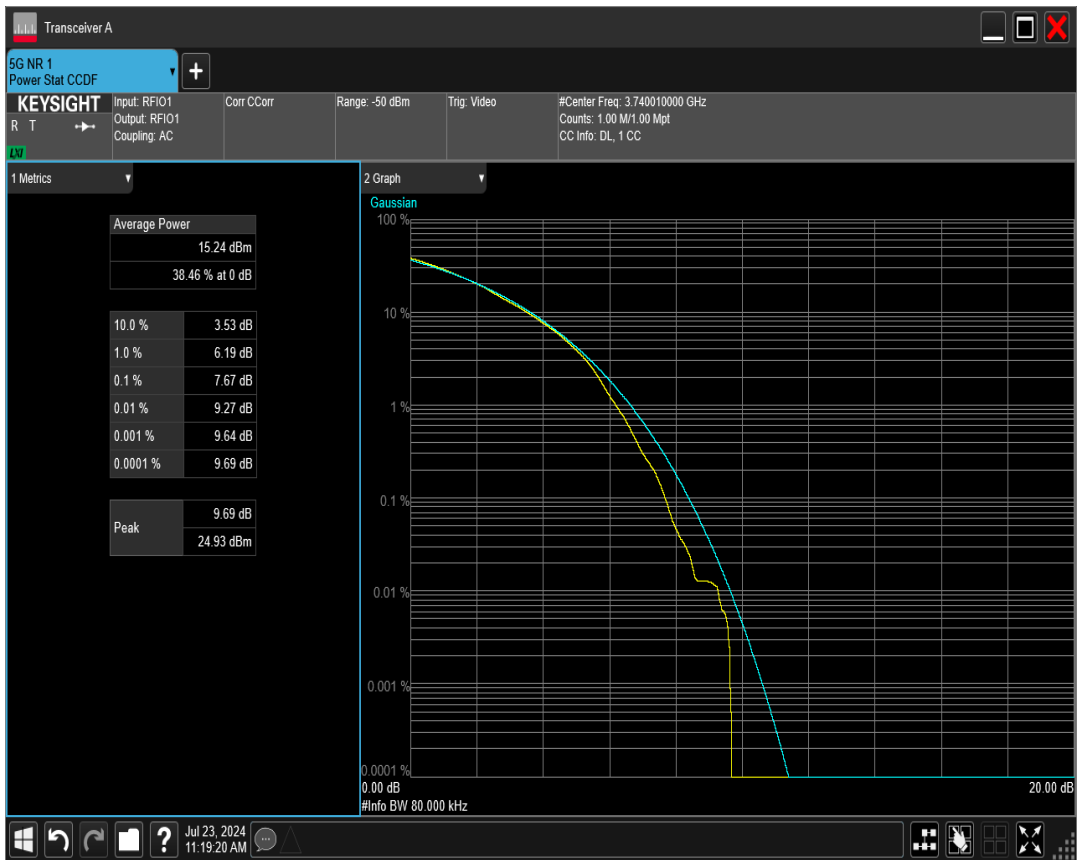 Transceiver A
5G NR 1
Power Stat CCDF
KEYSIGHT
R T
LXI
Input: RFIO1
Output: RFIO1
Coupling: AC
Corr CCorr
Range: -50 dBm
Trig: Video
#Center Freq: 3.740010000 GHz
Counts: 1.00 M/1.00 Mpt
CC Info: DL, 1 CC
1 Metrics
Average Power
15.24 dBm
38.46 % at 0 dB
10.0 % 3.53 dB
1.0 % 6.19 dB
0.1 % 7.67 dB
0.01 % 9.27 dB
0.001 % 9.64 dB
0.0001 % 9.69 dB
Peak
9.69 dB
24.93 dBm
2 Graph
Gaussian
100 %
10 %
1 %
0.1 %
0.01 %
0.001 %
0.0001 %
0.00 dB
20.00 dB
#Info BW 80.000 kHz
?
Jul 23, 2024
11:19:20 AM